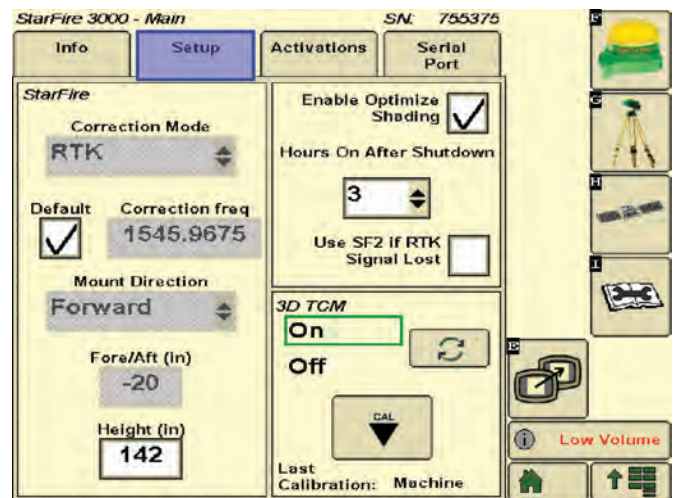 StarFire 3000 - Main
SN: 755375
Info
Setup
Activations
Serial
Port
StarFire
Correction Mode
RTK
Default
Correction freq
1545.9675
Mount Direction
Forward
Fore/Aft (in)
-20
Height (in)
142
Enable Optimize
Shading
Hours On After Shutdown
3
Use SF2 if RTK
Signal Lost
3D TCM
On
Off
CAL
Last
Calibration: Machine
F
G
H
I
E
Low Volume